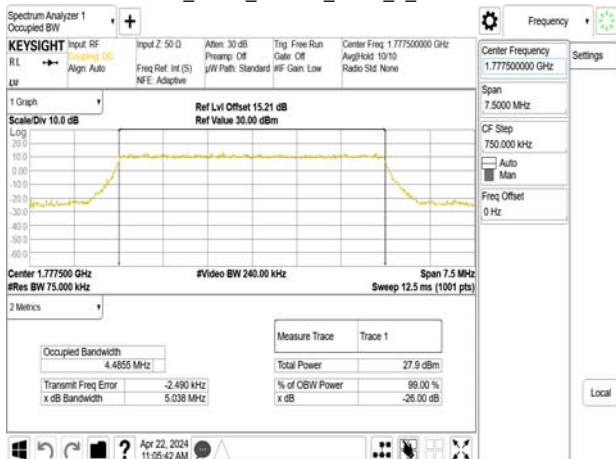 Spectrum Analyzer 1
Occupied BW
Frequency
KEYSIGHT
Input: RF
Coupling: DC
Align: Auto
Input Z: 50 Ω
Freq Ref: Int (S)
NFE: Adaptive
Atten: 30 dB
Preamp: Off
µW Path: Standard
Trig: Free Run
Gate: Off
#IF Gain: Low
Center Freq: 1.777500000 GHz
Avg|Hold: 10/10
Radio Std: None
RL
Center Frequency
1.777500000 GHz
Settings
Span
7.5000 MHz
CF Step
750.000 kHz
Auto
Man
Freq Offset
0 Hz
1 Graph
Scale/Div 10.0 dB
Ref Lvl Offset 15.21 dB
Ref Value 30.00 dBm
Log
20.0
10.0
0.00
-10.0
-20.0
-30.0
-40.0
-50.0
-60.0
Center 1.777500 GHz
#Video BW 240.00 kHz
Span 7.5 MHz
#Res BW 75.000 kHz
Sweep 12.5 ms (1001 pts)
2 Metrics
Measure Trace Trace 1
Occupied Bandwidth
4.4855 MHz
Total Power 27.9 dBm
Transmit Freq Error -2.490 kHz
% of OBW Power 99.00 %
x dB Bandwidth 5.038 MHz
x dB -26.00 dB
Local
Apr 22, 2024
11:05:42 AM